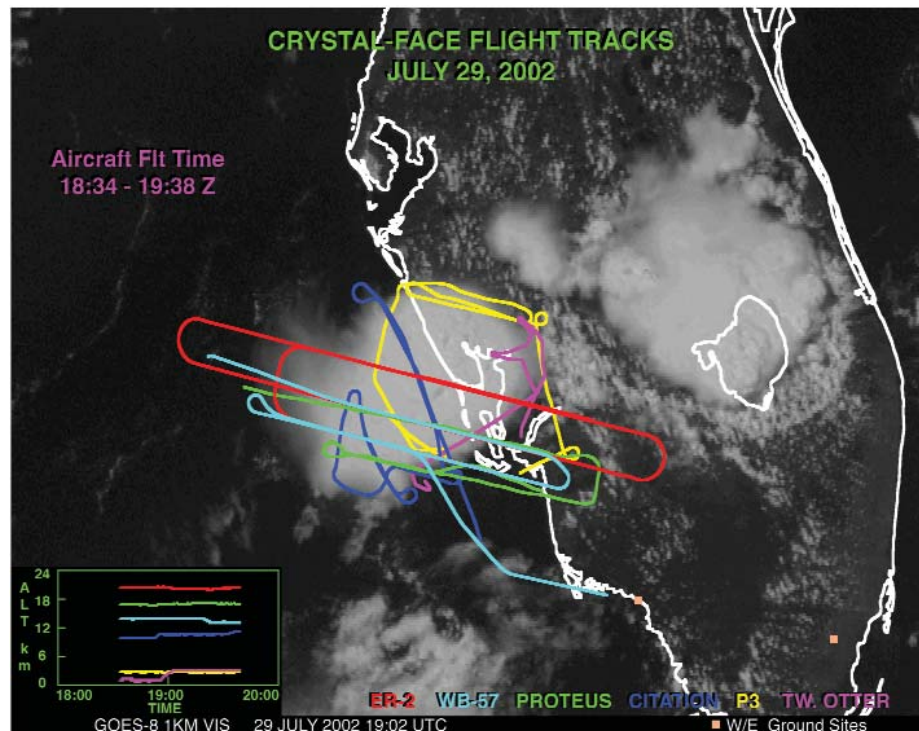 CRYSTAL-FACE FLIGHT TRACKS
JULY 29, 2002
Aircraft Flt Time
18:34 - 19:38 Z
ALT km
24
18
12
6
0
18:00 19:00 20:00
TIME
ER-2 WB-57 PROTEUS CITATION P3 TW. OTTER
GOES-8 1KM VIS 29 JULY 2002 19:02 UTC W/E Ground Sites